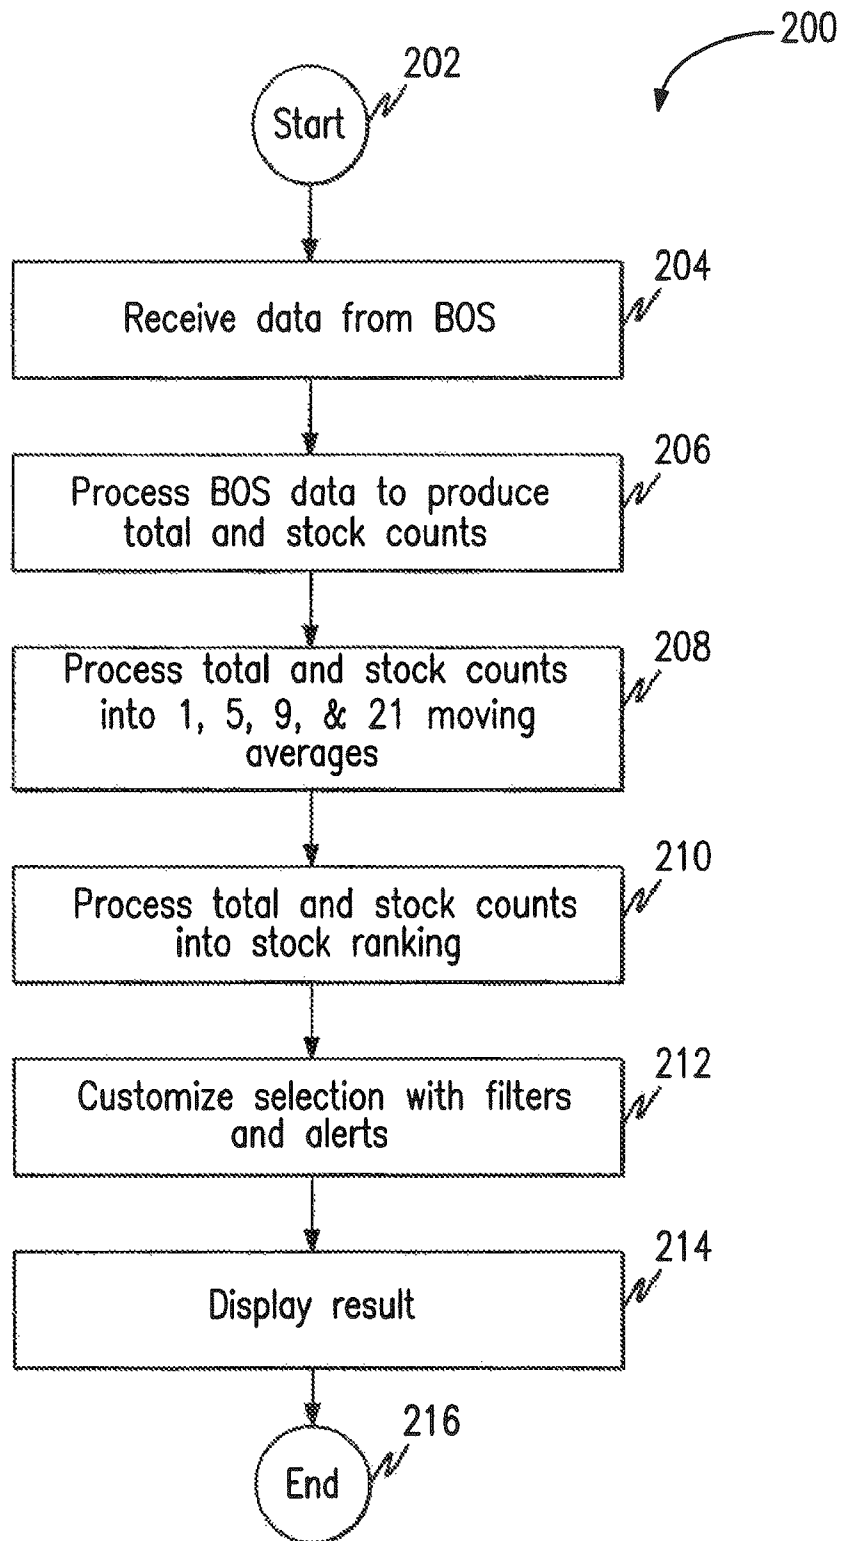 200
202
Start
204
Receive data from BOS
206
Process BOS data to produce
total and stock counts
208
Process total and stock counts
into 1, 5, 9, & 21 moving
averages
210
Process total and stock counts
into stock ranking
212
Customize selection with filters
and alerts
214
Display result
216
End